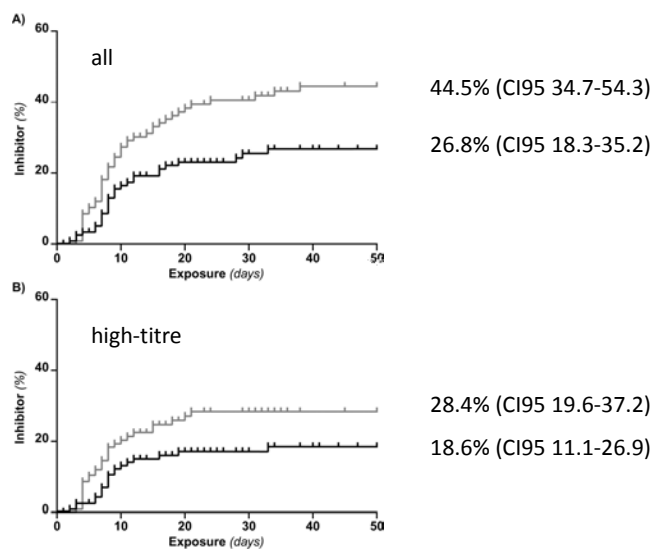 A)
all
60
40
20
0
Inhibitor (%)
0 10 20 30 40 50
Exposure (days)
44.5% (CI95 34.7-54.3)
26.8% (CI95 18.3-35.2)
B)
high-titre
60
40
20
0
Inhibitor (%)
0 10 20 30 40 50
Exposure (days)
28.4% (CI95 19.6-37.2)
18.6% (CI95 11.1-26.9)